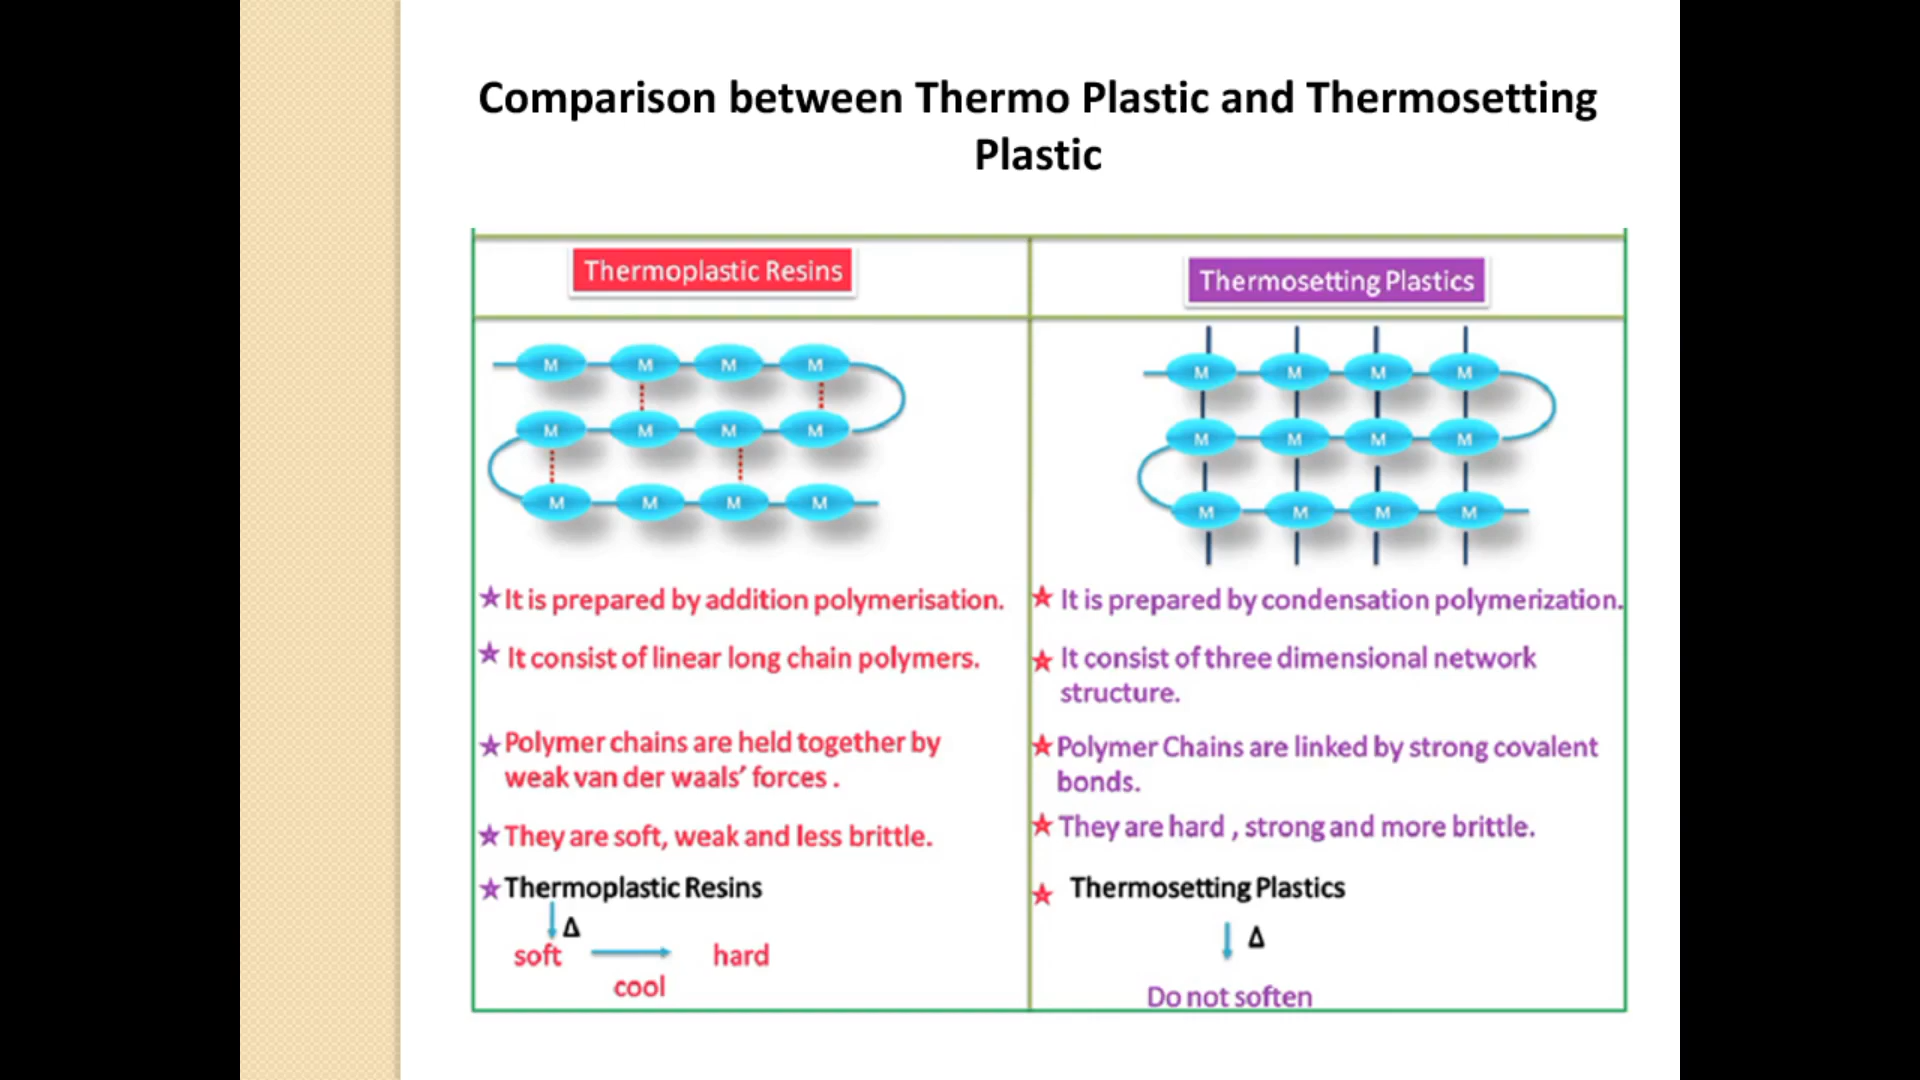 Comparison between Thermo Plastic and Thermosetting
Plastic
Thermoplastic Resins
M M M M
M M M M
M M M M
It is prepared by addition polymerisation.
It consist of linear long chain polymers.
Polymer chains are held together by
weak van der waals’ forces .
They are soft, weak and less brittle.
Thermoplastic Resins
Δ
soft hard
cool
Thermosetting Plastics
M M M M
M M M M
M M M M
It is prepared by condensation polymerization.
It consist of three dimensional network
structure.
Polymer Chains are linked by strong covalent
bonds.
They are hard , strong and more brittle.
Thermosetting Plastics
Δ
Do not soften